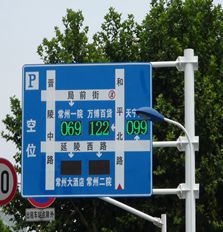 P
局前街
晋陵中路
和平北路
常州一院 万博百货 天宁
069 122 099
空位
延陵西路
常州大酒店 常州二院
0